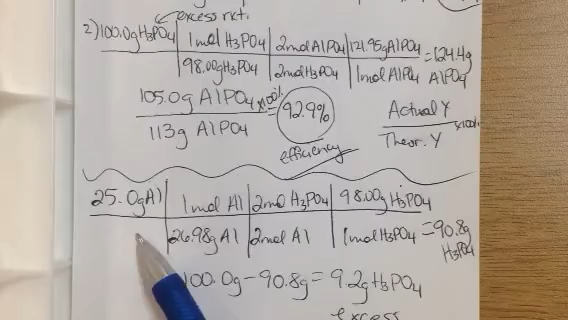 excess rxt.
2) 100.0g H3PO4 | 1mol H3PO4 | 2mol AlPO4 | 121.95g AlPO4 = 124.4g
98.00g H3PO4 | 2mol H3PO4 | 1mol AlPO4 AlPO4
105.0g AlPO4 x100% = 92.9% Actual Y x100%
113g AlPO4 Theor. Y
efficiency
25.0g Al | 1mol Al | 2mol H3PO4 | 98.00g H3PO4
26.98g Al | 2mol Al | 1mol H3PO4 = 90.8g
H3PO4
100.0g - 90.8g = 9.2g H3PO4
excess